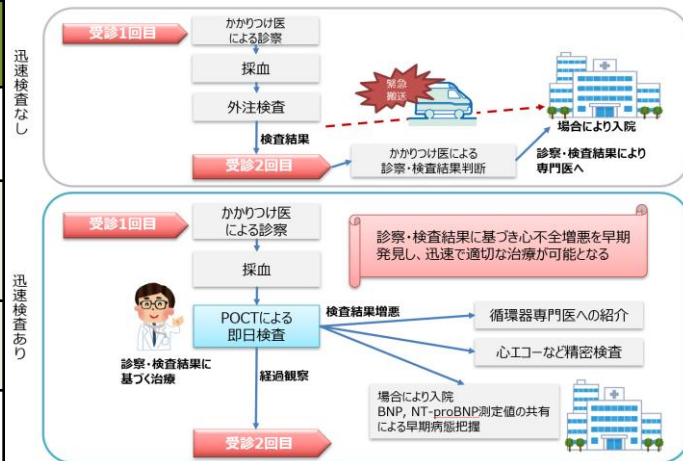 迅速検査なし
受診1回目
かかりつけ医
による診察
採血
外注検査
検査結果
緊急
搬送
受診2回目
かかりつけ医による
診察・検査結果判断
場合により入院
診察・検査結果により
専門医へ
迅速検査あり
受診1回目
かかりつけ医
による診察
採血
POCTによる
即日検査
診察・検査結果に
基づく治療
経過観察
受診2回目
診察・検査結果に基づき心不全増悪を早期
発見し、迅速で適切な治療が可能となる
検査結果増悪
循環器専門医への紹介
心エコーなど精密検査
場合により入院
BNP, NT-proBNP測定値の共有
による早期病態把握